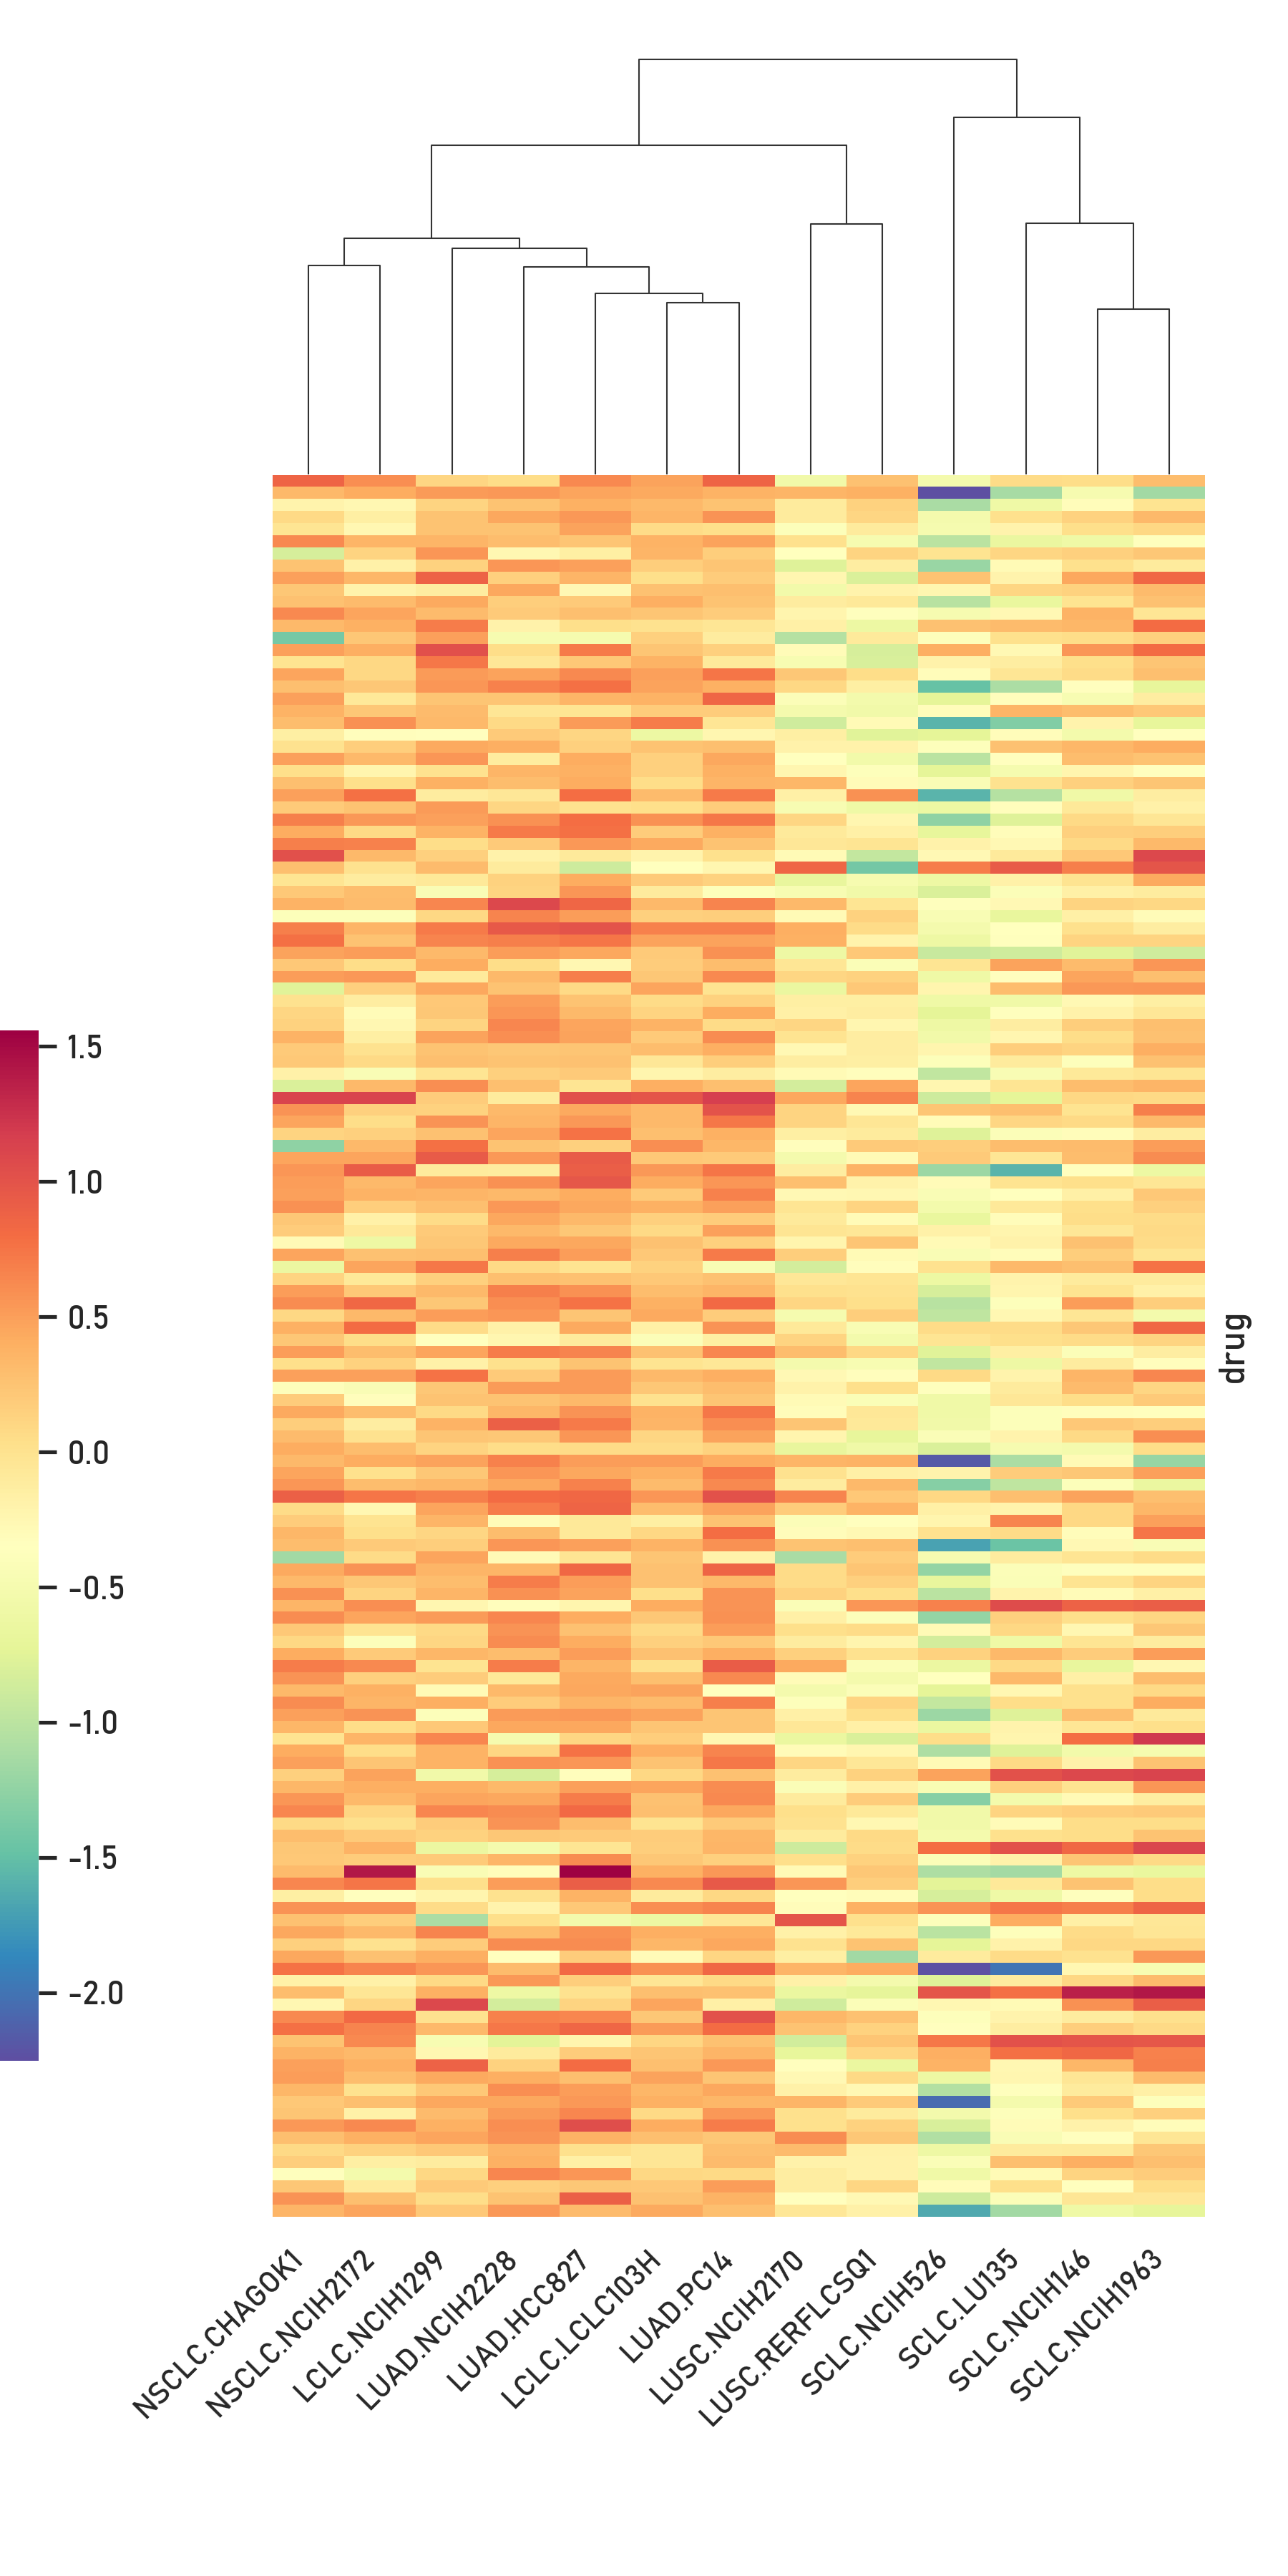 1.5
1.0
0.5
0.0
-0.5
-1.0
-1.5
-2.0
drug
NSCLC.CHAGOK1
NSCLC.NCIH2172
LCLC.NCIH1299
LUAD.NCIH2228
LUAD.HCC827
LCLC.LCLC103H
LUAD.PC14
LUSC.NCIH2170
LUSC.RERFLCSQ1
SCLC.NCIH526
SCLC.LU135
SCLC.NCIH146
SCLC.NCIH1963